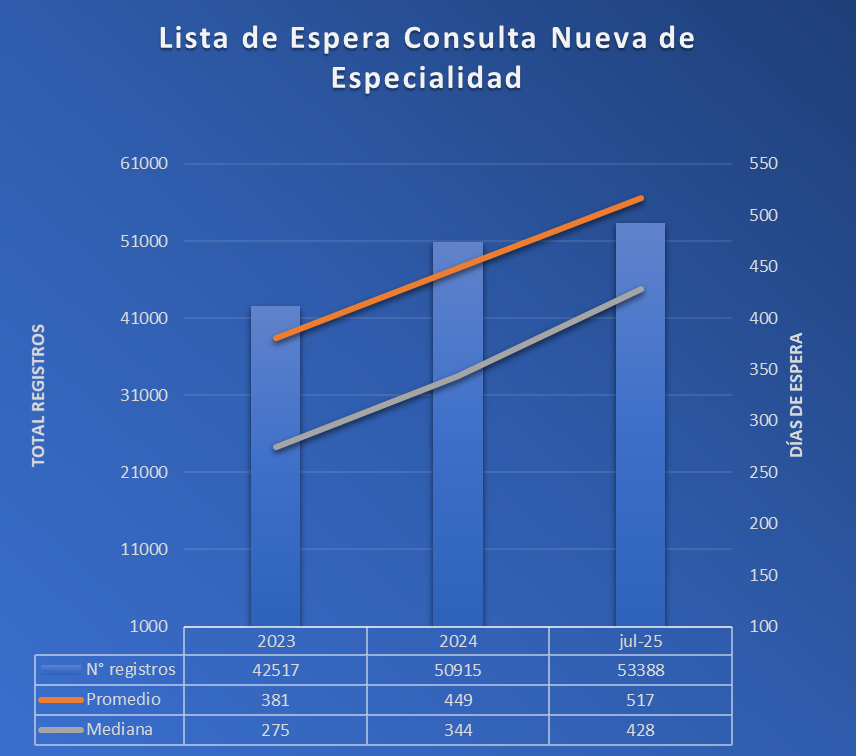 Lista de Espera Consulta Nueva de
Especialidad
TOTAL REGISTROS
61000
51000
41000
31000
21000
11000
1000
550
500
450
400
350
300
250
200
150
100
DÍAS DE ESPERA
2023 2024 jul-25
N° registros 42517 50915 53388
Promedio 381 449 517
Mediana 275 344 428